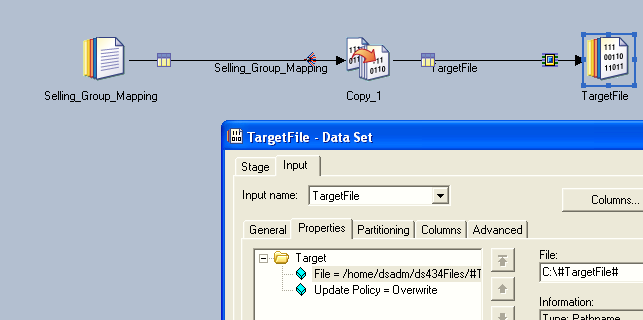 Selling_Group_Mapping
TargetFile
Selling_Group_Mapping
Copy_1
TargetFile
TargetFile - Data Set
Stage
Input
Input name:
TargetFile
Columns...
General
Properties
Partitioning
Columns
Advanced
Target
File = /home/dsadm/ds434Files/#T
Update Policy = Overwrite
File:
C:\#TargetFile#
Information:
Type: Pathname